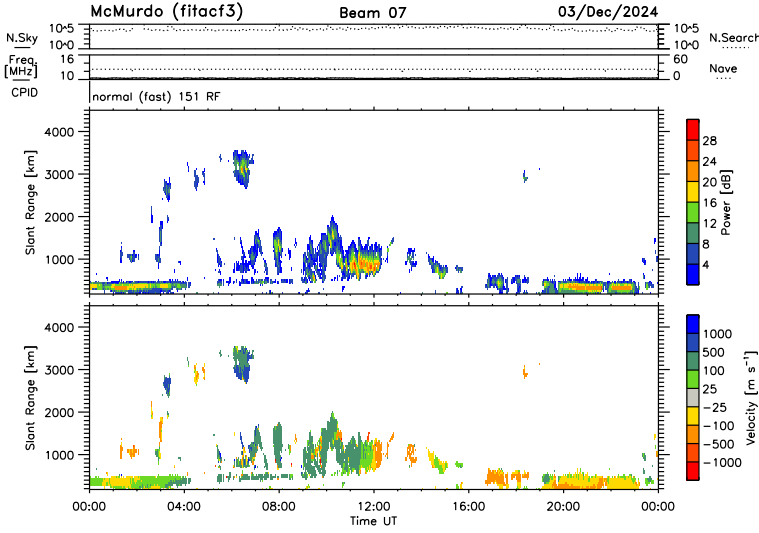 McMurdo (fitacf3) Beam 07 03/Dec/2024
N.Sky 10^5 10^0 10^5 10^0 N.Search
Freq. [MHz] 16 10 60 0 Nave
CPID normal (fast) 151 RF
Slant Range [km] 4000 3000 2000 1000
Power [dB] 28 24 20 16 12 8 4
Slant Range [km] 4000 3000 2000 1000
Velocity [m s⁻¹] 1000 500 100 25 −25 −100 −500 −1000
00:00 04:00 08:00 12:00 16:00 20:00 00:00
Time UT